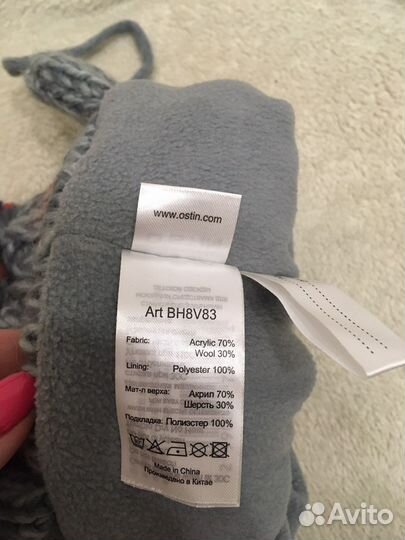 www.ostin.com
Art BH8V83
Fabric: Acrylic 70%
Wool 30%
Lining: Polyester 100%
Мат-л верха: Акрил 70%
Шерсть 30%
Подкладка: Полиэстер 100%
Made in China
Произведено в Китае
Avito